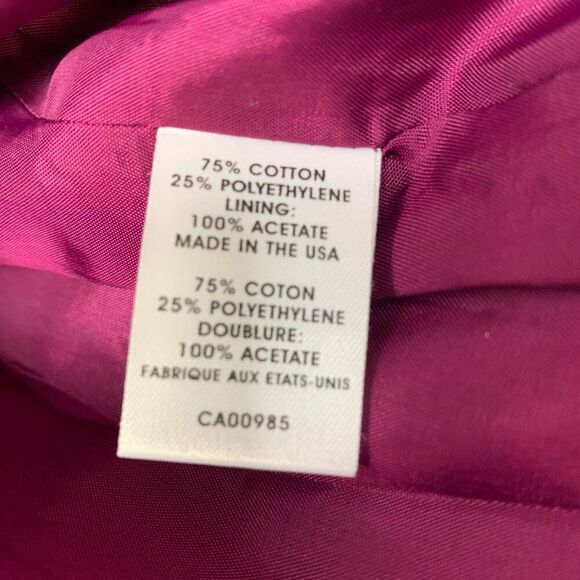 75% COTTON
25% POLYETHYLENE
LINING:
100% ACETATE
MADE IN THE USA
75% COTON
25% POLYETHYLENE
DOUBLURE:
100% ACETATE
FABRIQUE AUX ETATS-UNIS
CA00985